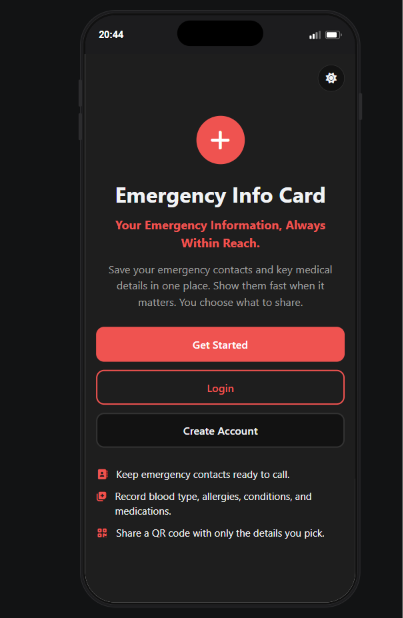 20:44
Emergency Info Card
Your Emergency Information, Always
Within Reach.
Save your emergency contacts and key medical
details in one place. Show them fast when it
matters. You choose what to share.
Get Started
Login
Create Account
Keep emergency contacts ready to call.
Record blood type, allergies, conditions, and
medications.
Share a QR code with only the details you pick.